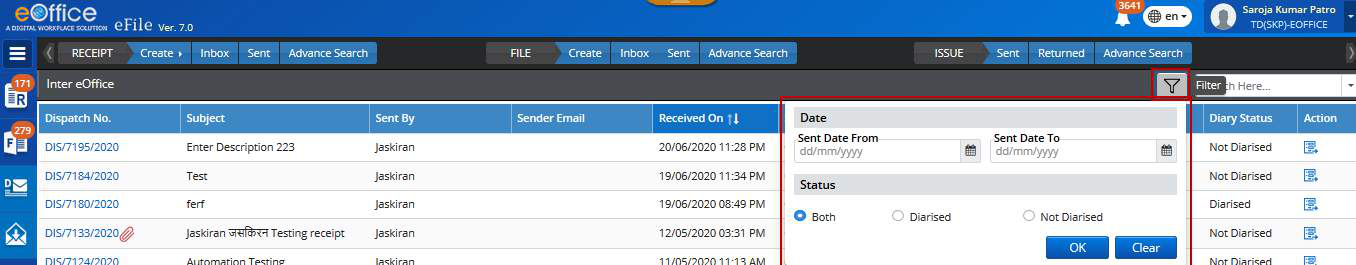 eOffice
A DIGITAL WORKPLACE SOLUTION eFile Ver. 7.0
3641 en Saroja Kumar Patro
TD(SKP)-EOFFICE
RECEIPT Create Inbox Sent Advance Search FILE Create Inbox Sent Advance Search ISSUE Sent Returned Advance Search
171 R Inter eOffice Filter Here...
Dispatch No. Subject Sent By Sender Email Received On Date Diary Status Action
279 F Sent Date From Sent Date To
DIS/7195/2020 Enter Description 223 Jaskiran 20/06/2020 11:28 PM dd/mm/yyyy dd/mm/yyyy Not Diarised
D DIS/7184/2020 Test Jaskiran 19/06/2020 11:34 PM Status Not Diarised
DIS/7180/2020 ferf Jaskiran 19/06/2020 08:49 PM Both Diarised Not Diarised Diarised
DIS/7133/2020 Jaskiran जसकिरन Testing receipt Jaskiran 12/05/2020 03:31 PM Not Diarised
OK Clear
DIS/7124/2020 Automation Testing Jaskiran 11/05/2020 11:13 AM Not Diarised